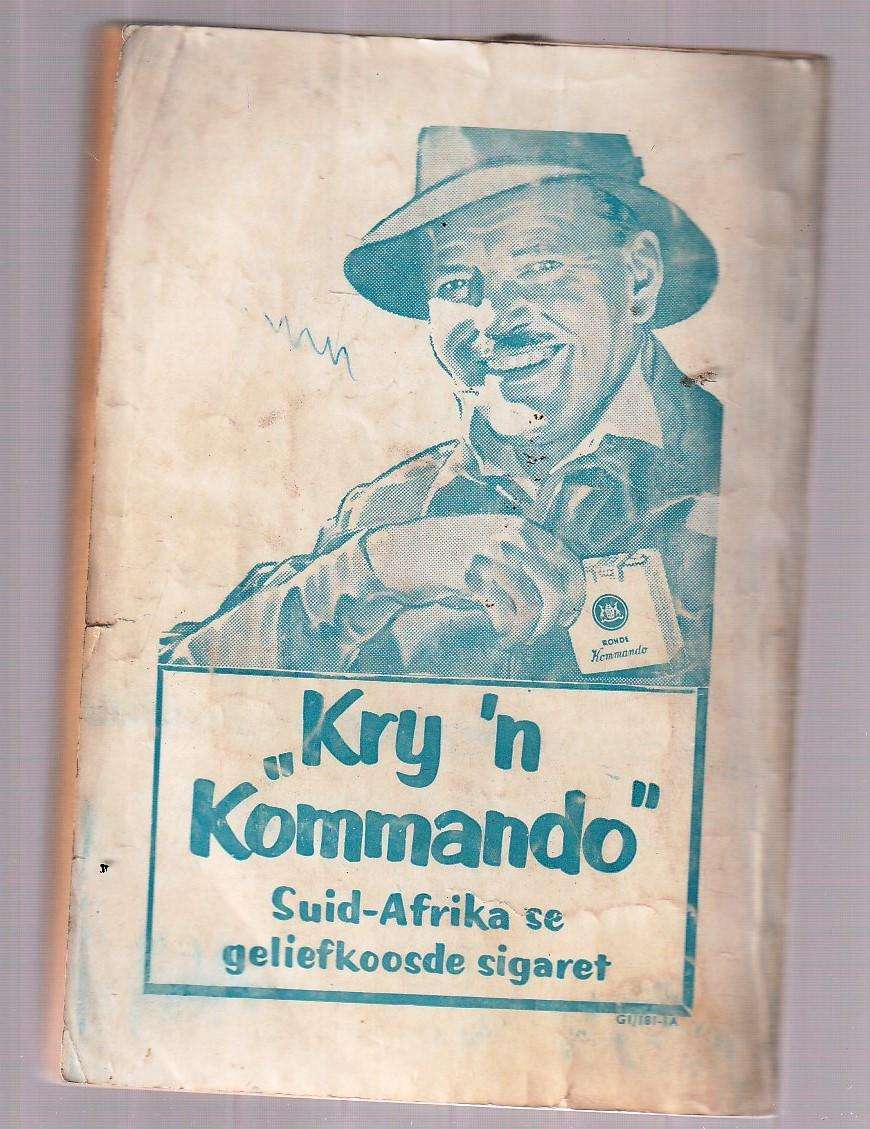 RONDE
Kommando
Kry 'n
„Kommando"
Suid-Afrika se
geliefkoosde sigaret
G1/181-1A